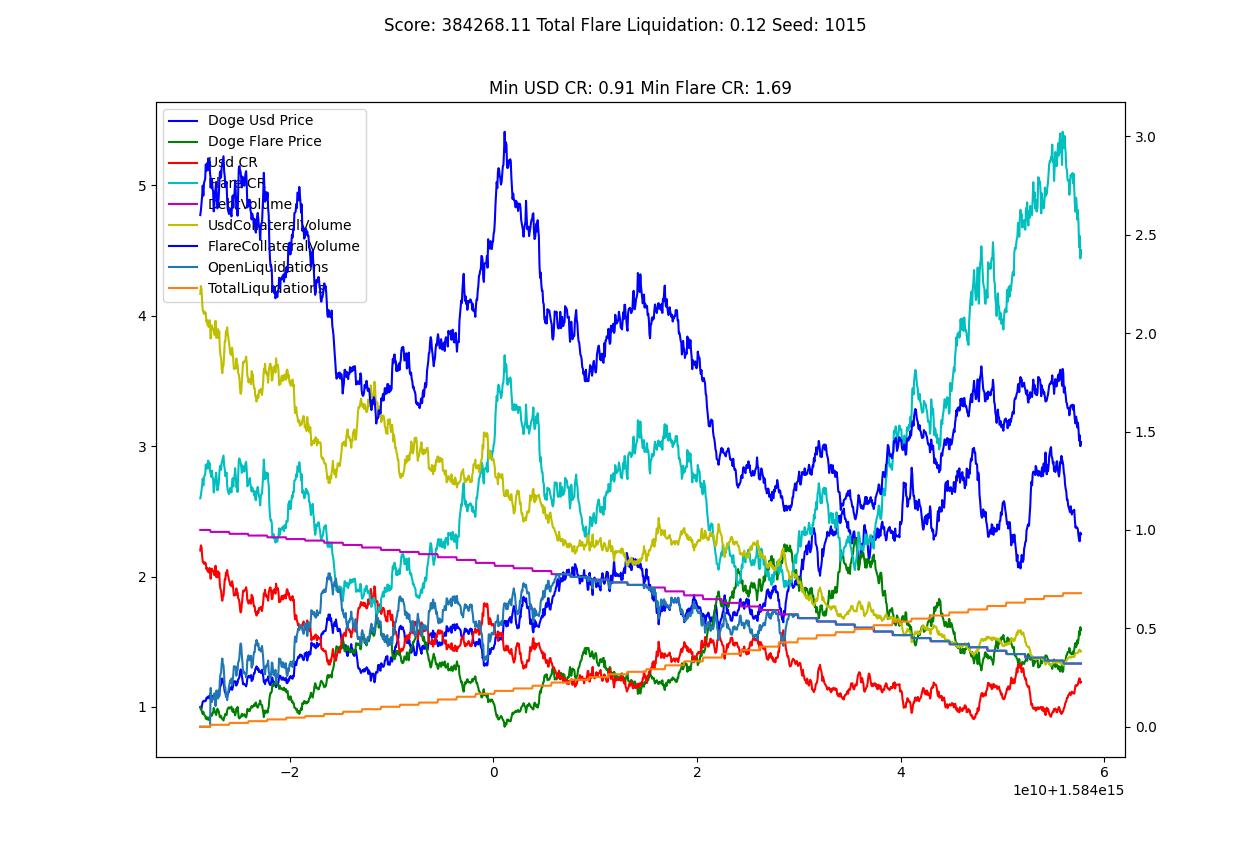 Score: 384268.11 Total Flare Liquidation: 0.12 Seed: 1015
Min USD CR: 0.91 Min Flare CR: 1.69
Doge Usd Price
Doge Flare Price
Usd CR
Flare CR
DebtVolume
UsdCollateralVolume
FlareCollateralVolume
OpenLiquidations
TotalLiquidations
5
4
3
2
1
3.0
2.5
2.0
1.5
1.0
0.5
0.0
−2 0 2 4 6
1e10+1.584e15